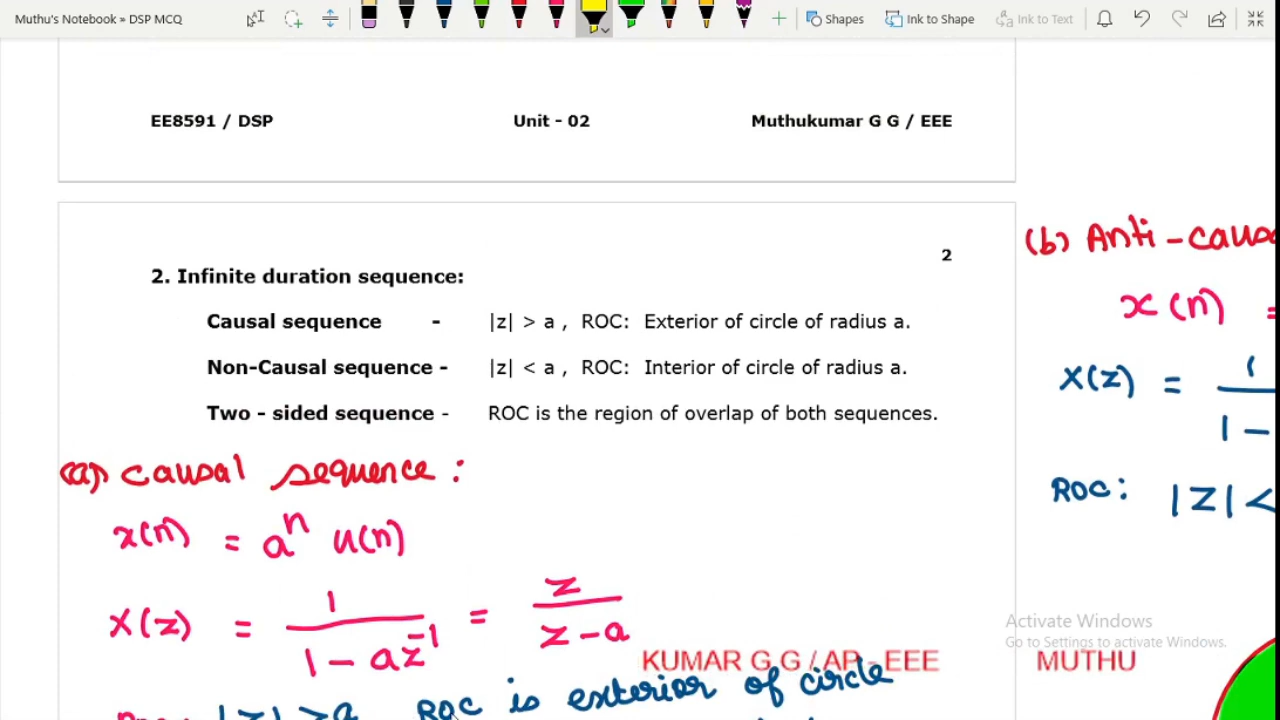 Muthu's Notebook » DSP MCQ
Shapes
Ink to Shape
Ink to Text
EE8591 / DSP Unit - 02 Muthukumar G G / EEE
2
2. Infinite duration sequence:
Causal sequence - |z| > a , ROC: Exterior of circle of radius a.
Non-Causal sequence - |z| < a , ROC: Interior of circle of radius a.
Two - sided sequence - ROC is the region of overlap of both sequences.
(a) Causal sequence :
x(n) = a^n u(n)
X(z) = 1 / (1 - az^-1) = z / (z - a)
|z| > a ROC is exterior of circle
(b) Anti - causa
x(n) =
X(z) = 1 / 1 -
ROC: |z| <
KUMAR G G / AP - EEE MUTHU
Activate Windows
Go to Settings to activate Windows.